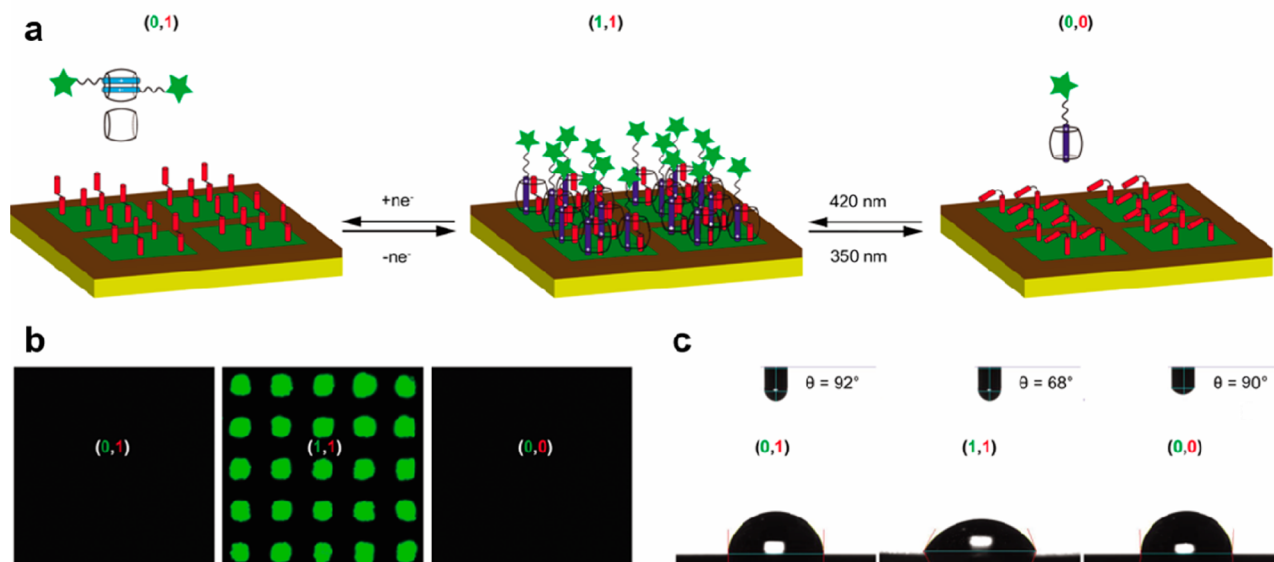 a
(0,1)
(1,1)
(0,0)
+ne⁻
-ne⁻
420 nm
350 nm
b
(0,1)
(1,1)
(0,0)
c
θ = 92°
θ = 68°
θ = 90°
(0,1)
(1,1)
(0,0)